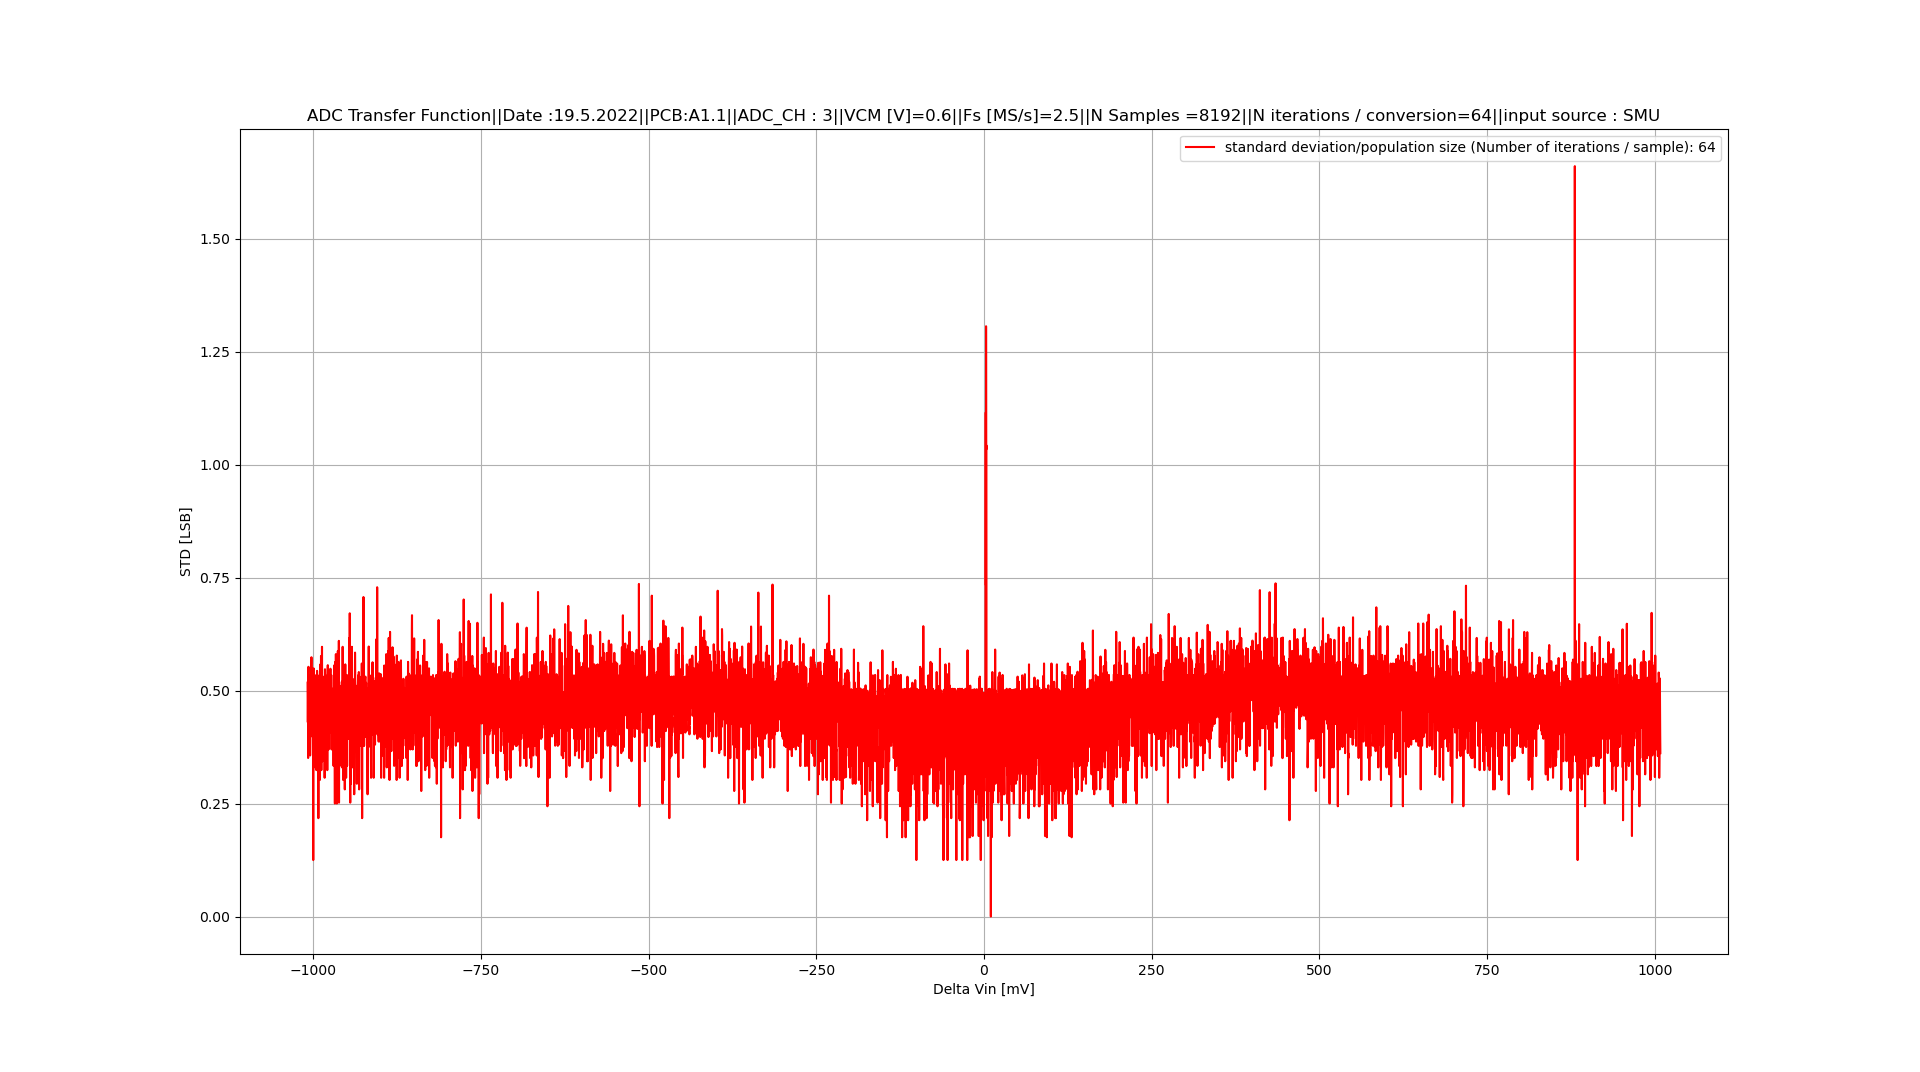 ADC Transfer Function||Date :19.5.2022||PCB:A1.1||ADC_CH : 3||VCM [V]=0.6||Fs [MS/s]=2.5||N Samples =8192||N iterations / conversion=64||input source : SMU
standard deviation/population size (Number of iterations / sample): 64
1.50
1.25
1.00
0.75
0.50
0.25
0.00
STD [LSB]
−1000 −750 −500 −250 0 250 500 750 1000
Delta Vin [mV]